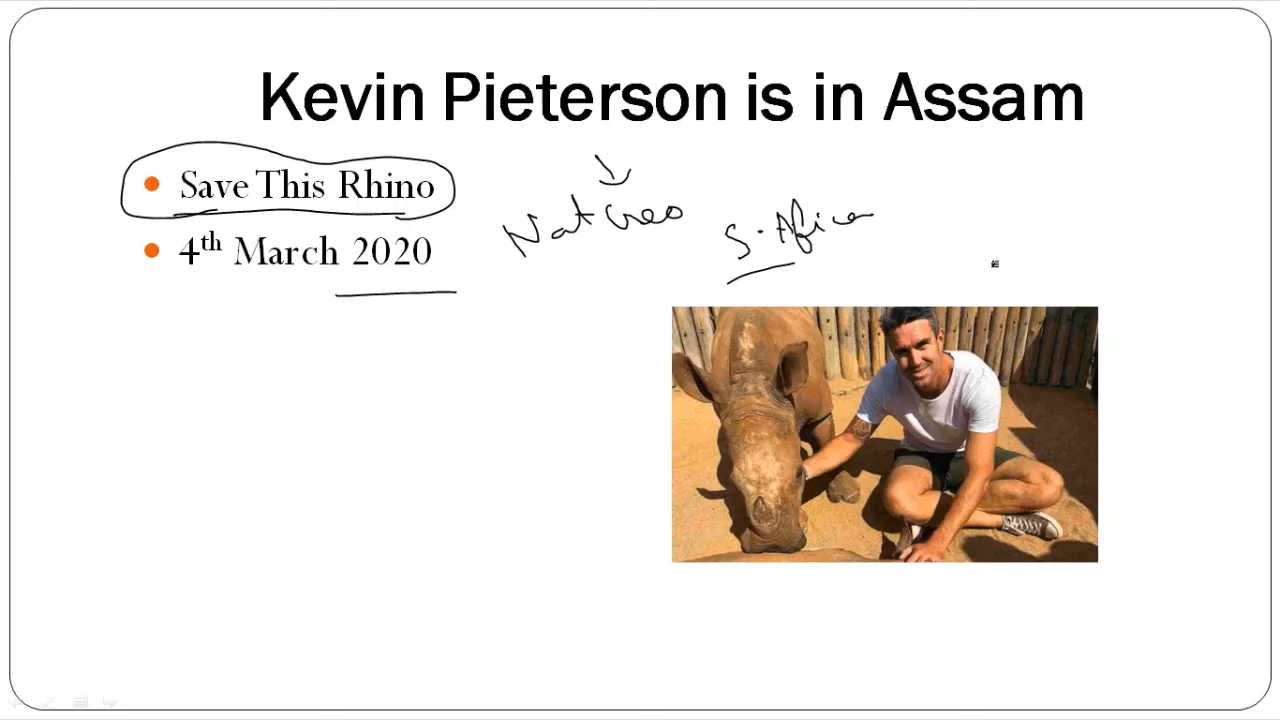 Kevin Pieterson is in Assam
• Save This Rhino
• 4th March 2020
Nat Geo
S. Africa